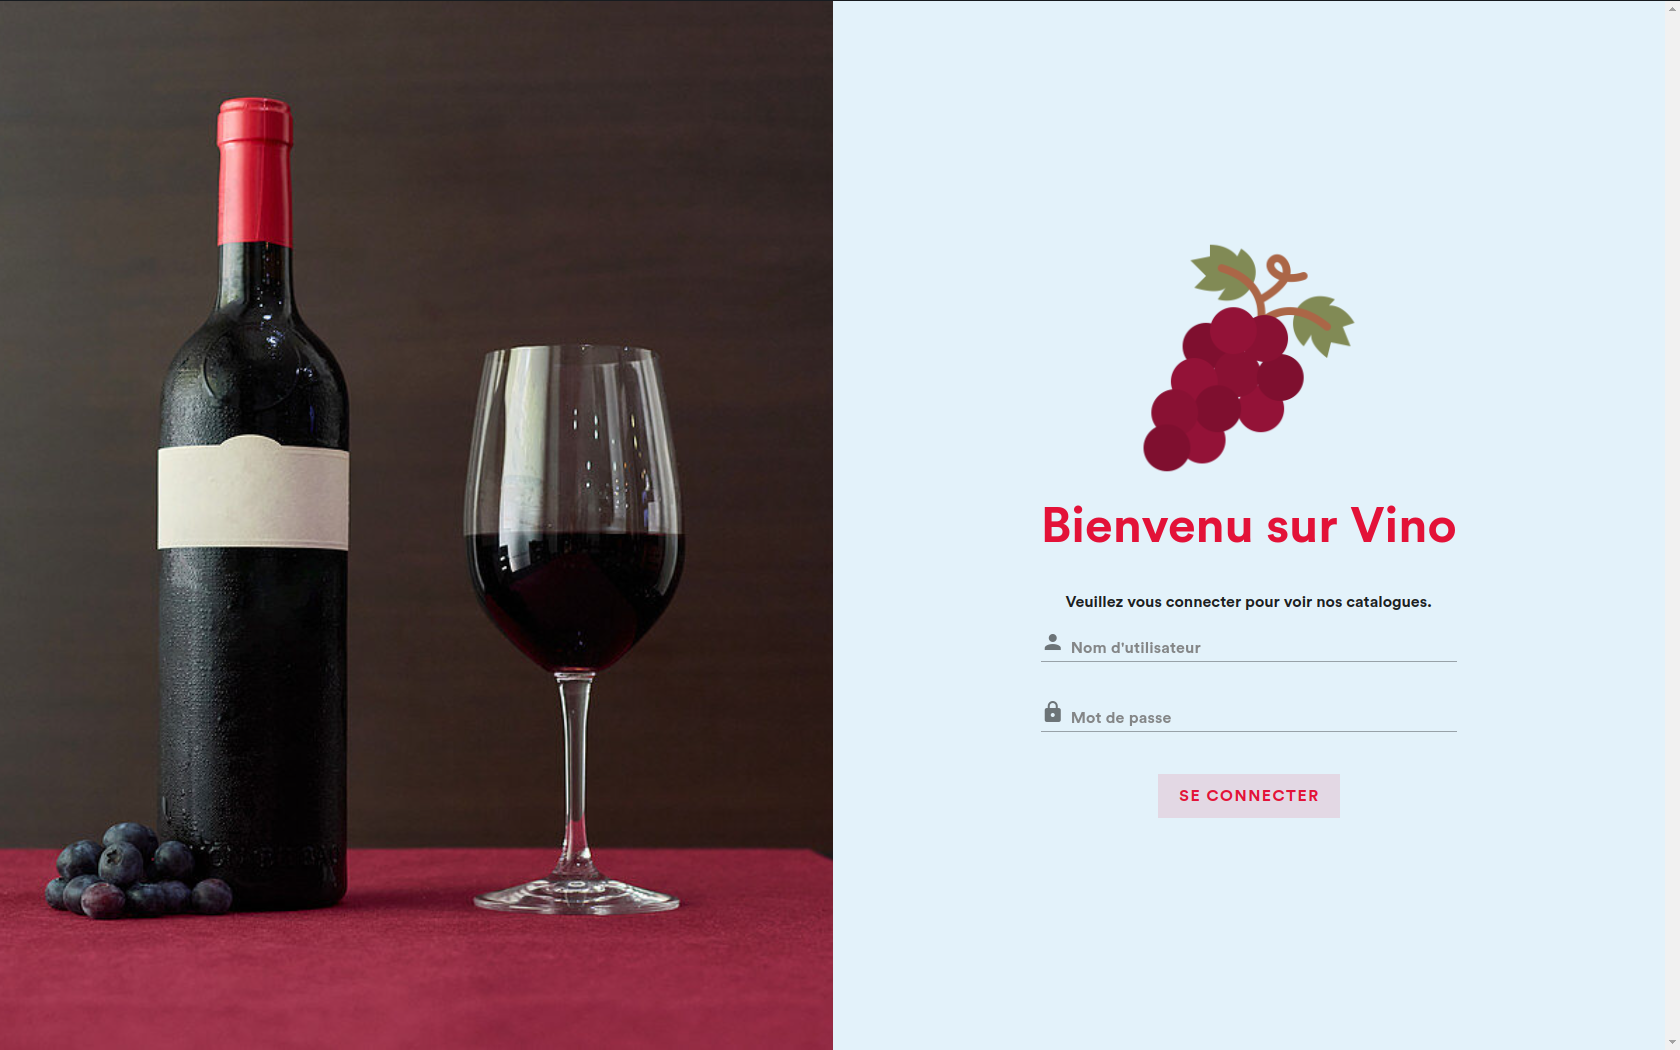 Bienvenu sur Vino
Veuillez vous connecter pour voir nos catalogues.
Nom d'utilisateur
Mot de passe
SE CONNECTER